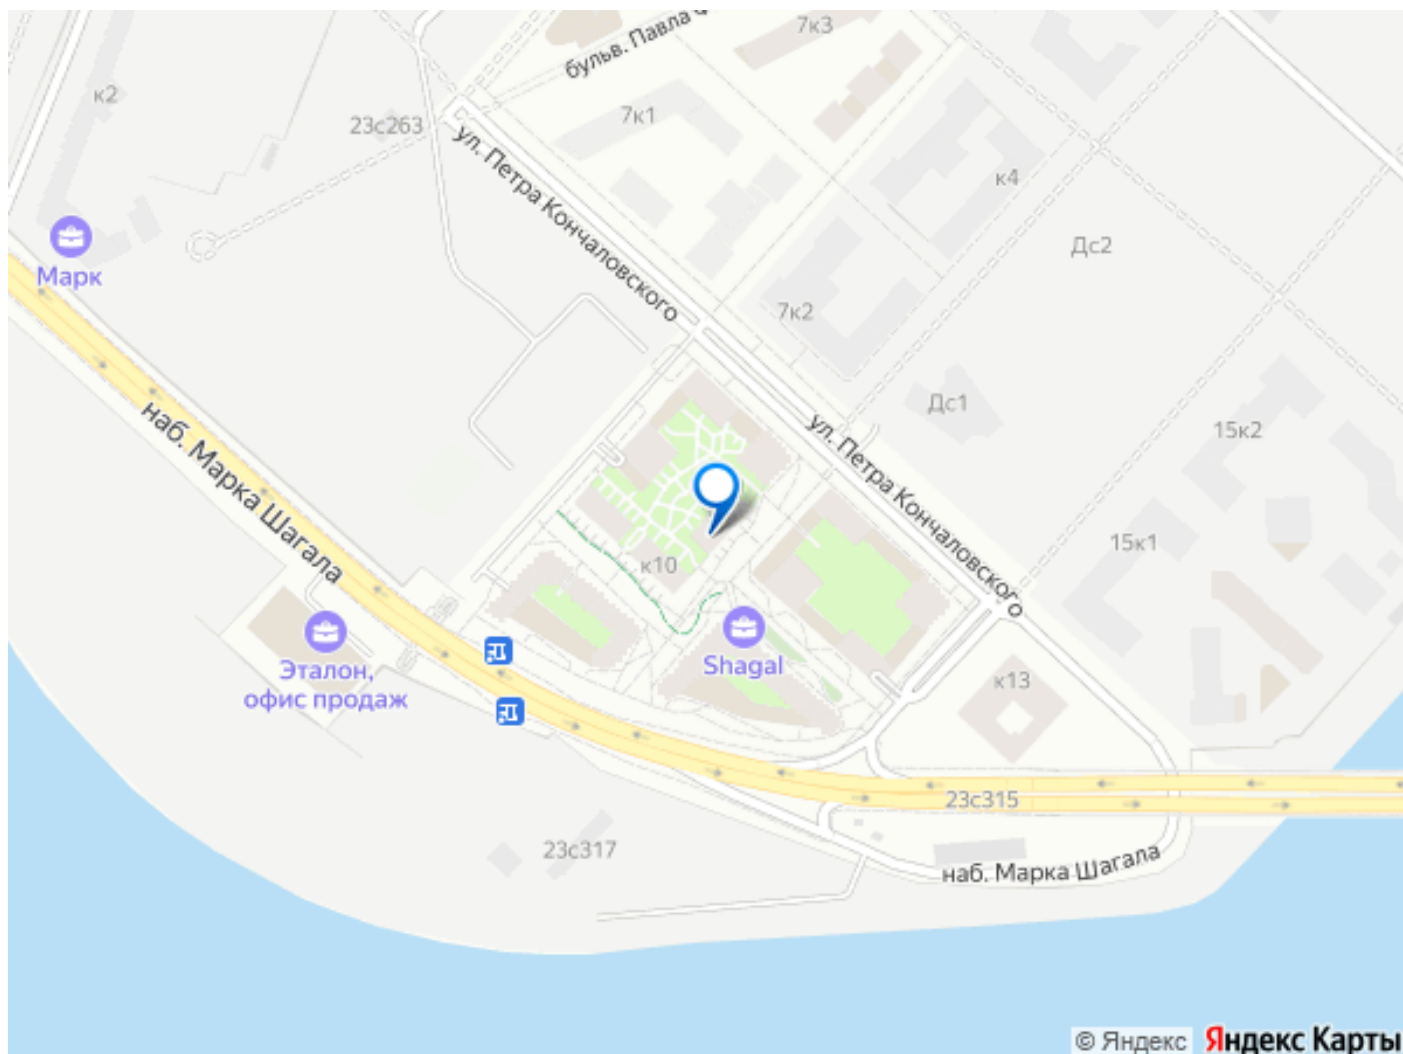 бульв. Павла Ф
7к3
к2
23с263
7к1
ул. Петра Кончаловского
к4
Дс2
Марк
7к2
наб. Марка Шагала
Дс1
ул. Петра Кончаловского
15к2
15к1
к10
Shagal
Эталон,
офис продаж
к13
23с315
23с317
наб. Марка Шагала
© Яндекс Яндекс Карты